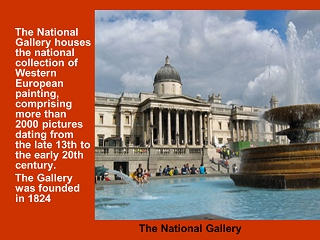 The National
Gallery houses
the national
collection of
Western
European
painting,
comprising
more than
2000 pictures
dating from
the late 13th to
the early 20th
century.
The Gallery
was founded
in 1824
The National Gallery